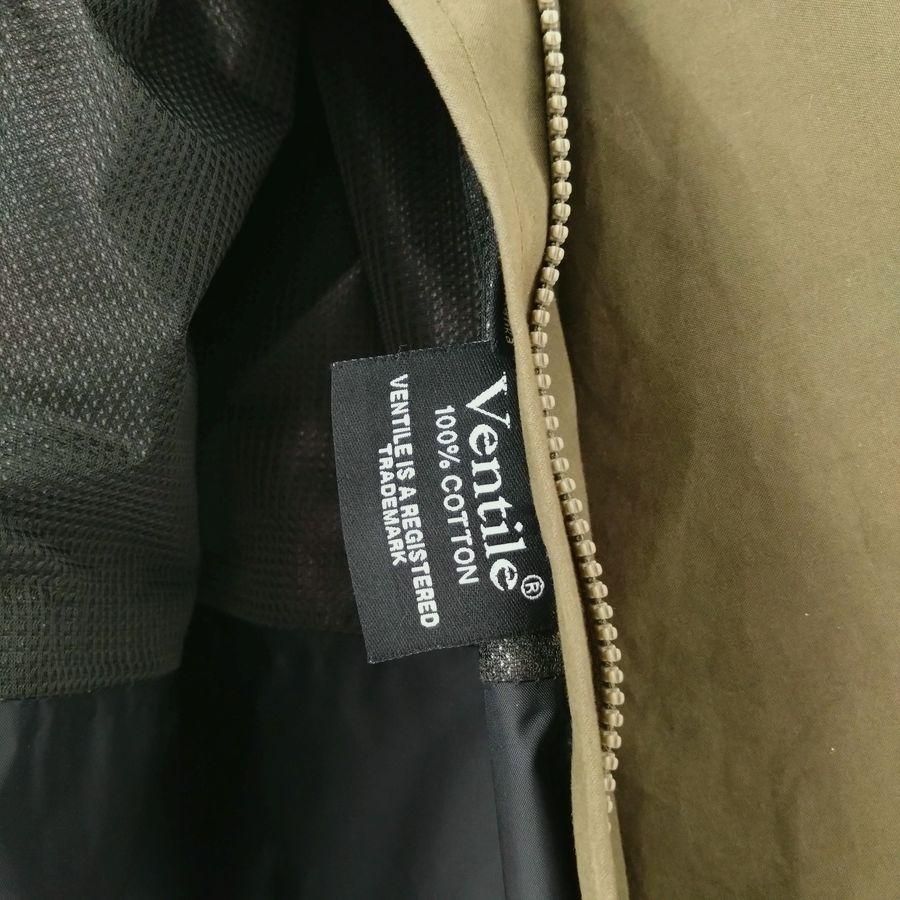 Ventile®
100% COTTON
VENTILE IS A REGISTERED
TRADEMARK